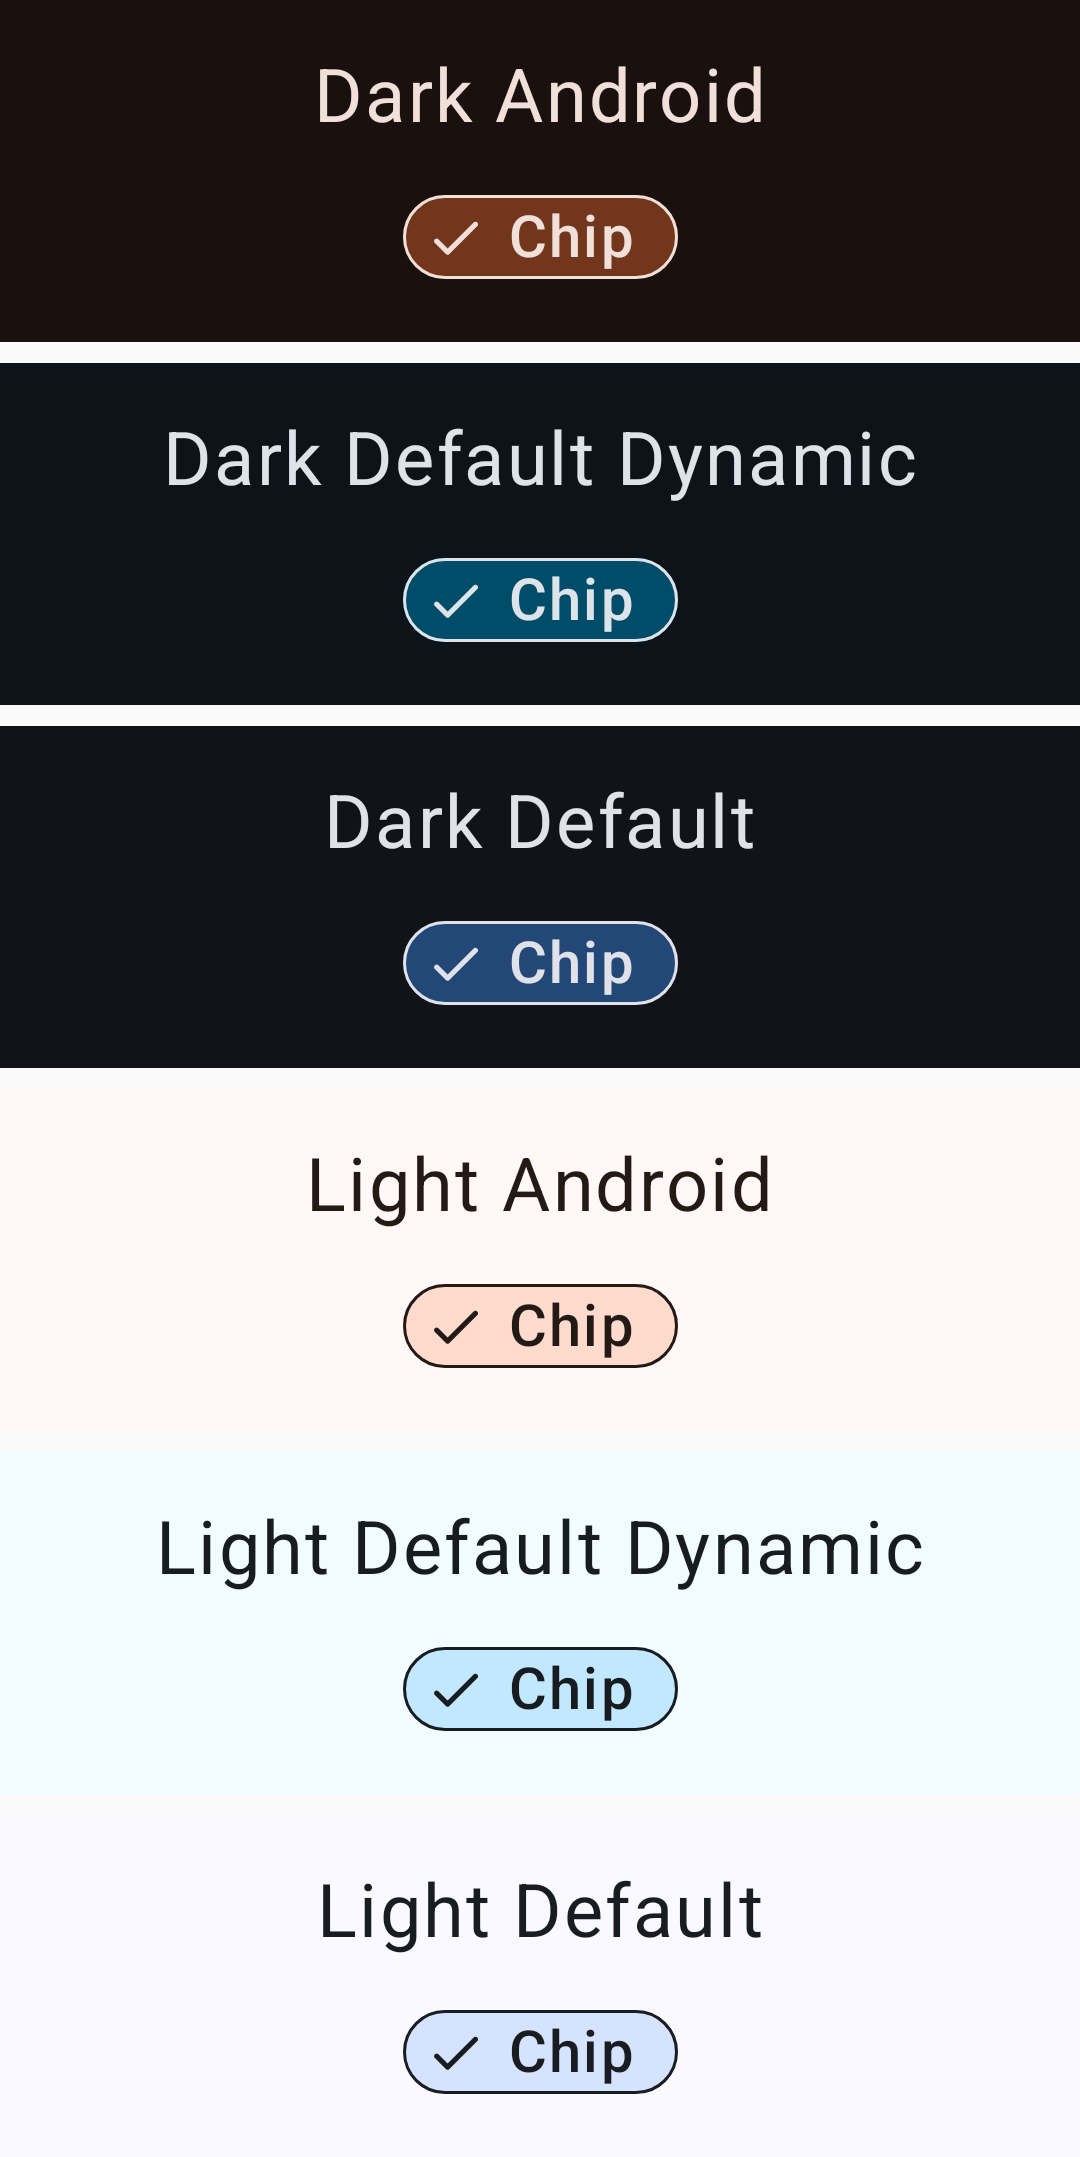 Dark Android
Chip
Dark Default Dynamic
Chip
Dark Default
Chip
Light Android
Chip
Light Default Dynamic
Chip
Light Default
Chip